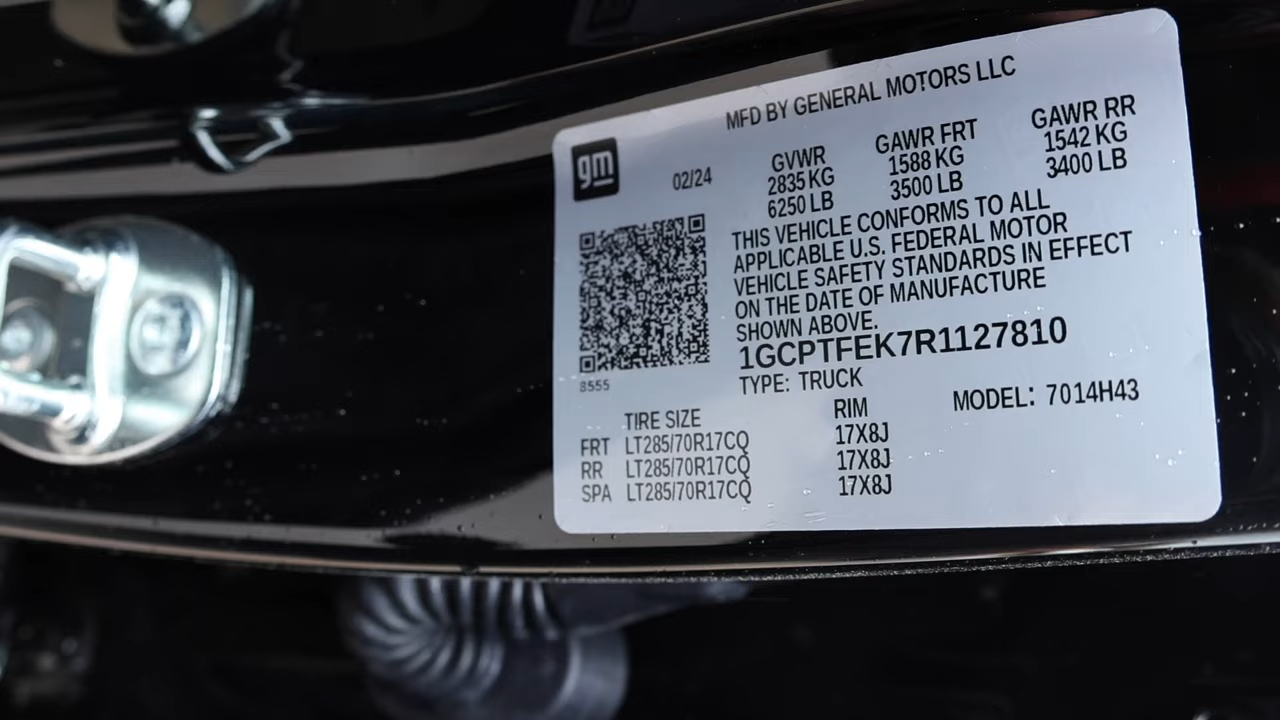 MFD BY GENERAL MOTORS LLC
gm
02/24
GVWR
2835 KG
6250 LB
GAWR FRT
1588 KG
3500 LB
GAWR RR
1542 KG
3400 LB
THIS VEHICLE CONFORMS TO ALL
APPLICABLE U.S. FEDERAL MOTOR
VEHICLE SAFETY STANDARDS IN EFFECT
ON THE DATE OF MANUFACTURE
SHOWN ABOVE.
1GCPTFEK7R1127810
8555
TYPE: TRUCK
MODEL: 7014H43
TIRE SIZE RIM
FRT LT285/70R17CQ 17X8J
RR LT285/70R17CQ 17X8J
SPA LT285/70R17CQ 17X8J